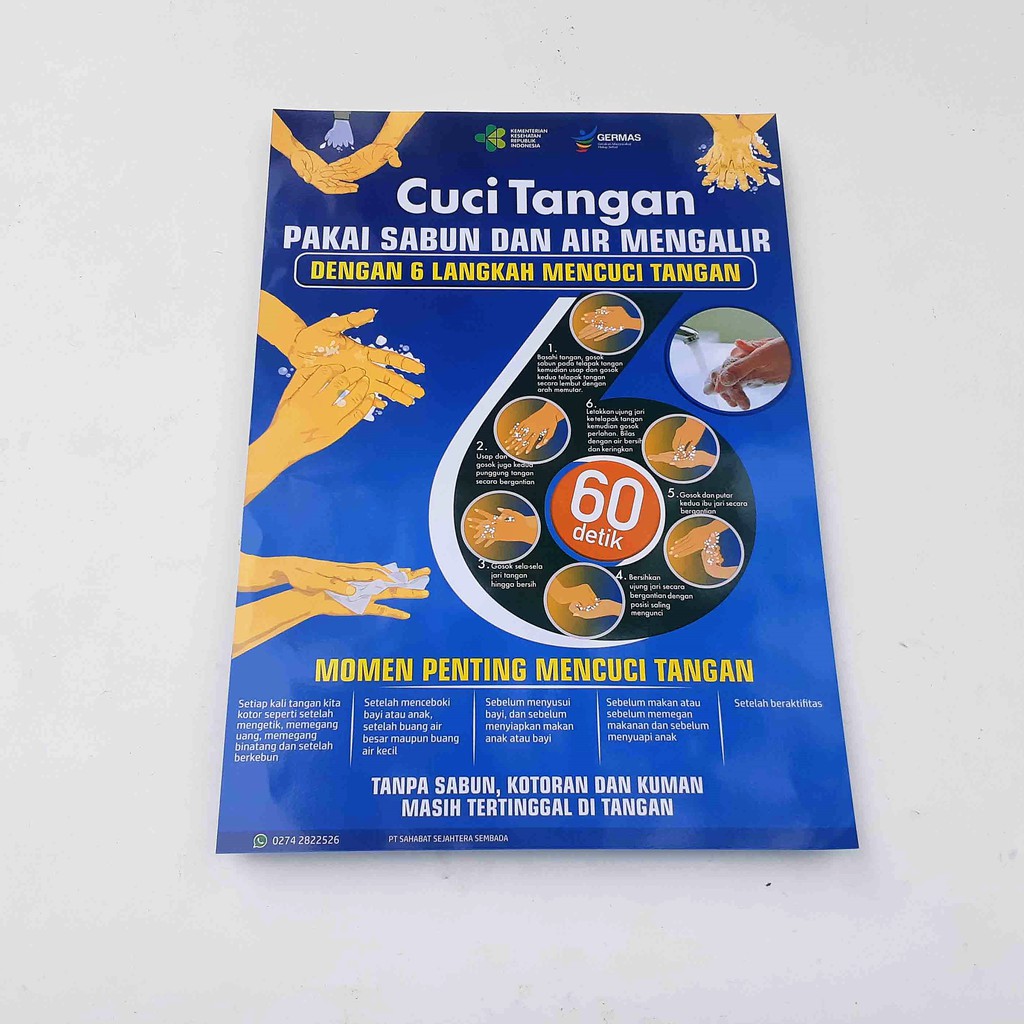 KEMENTERIAN
KESEHATAN
REPUBLIK
INDONESIA
GERMAS
Gerakan Masyarakat
Hidup Sehat
Cuci Tangan
PAKAI SABUN DAN AIR MENGALIR
DENGAN 6 LANGKAH MENCUCI TANGAN
1.
Basahi tangan, gosok
sabun pada telapak tangan
kemudian usap dan gosok
kedua telapak tangan
secara lembut dengan
arah memutar.
2.
Usap dan
gosok juga kedua
punggung tangan
secara bergantian
3. Gosok sela-sela
jari tangan
hingga bersih
4. Bersihkan
ujung jari secara
bergantian dengan
posisi saling
mengunci
5. Gosok dan putar
kedua ibu jari secara
bergantian
6.
Letakkan ujung jari
ke telapak tangan
kemudian gosok
perlahan. Bilas
dengan air bersih
dan keringkan
60
detik
MOMEN PENTING MENCUCI TANGAN
Setiap kali tangan kita
kotor seperti setelah
mengetik, memegang
uang, memegang
binatang dan setelah
berkebun
Setelah menceboki
bayi atau anak,
setelah buang air
besar maupun buang
air kecil
Sebelum menyusui
bayi, dan sebelum
menyiapkan makan
anak atau bayi
Sebelum makan atau
sebelum memegan
makanan dan sebelum
menyuapi anak
Setelah beraktifitas
TANPA SABUN, KOTORAN DAN KUMAN
MASIH TERTINGGAL DI TANGAN
0274 2822526
PT SAHABAT SEJAHTERA SEMBADA